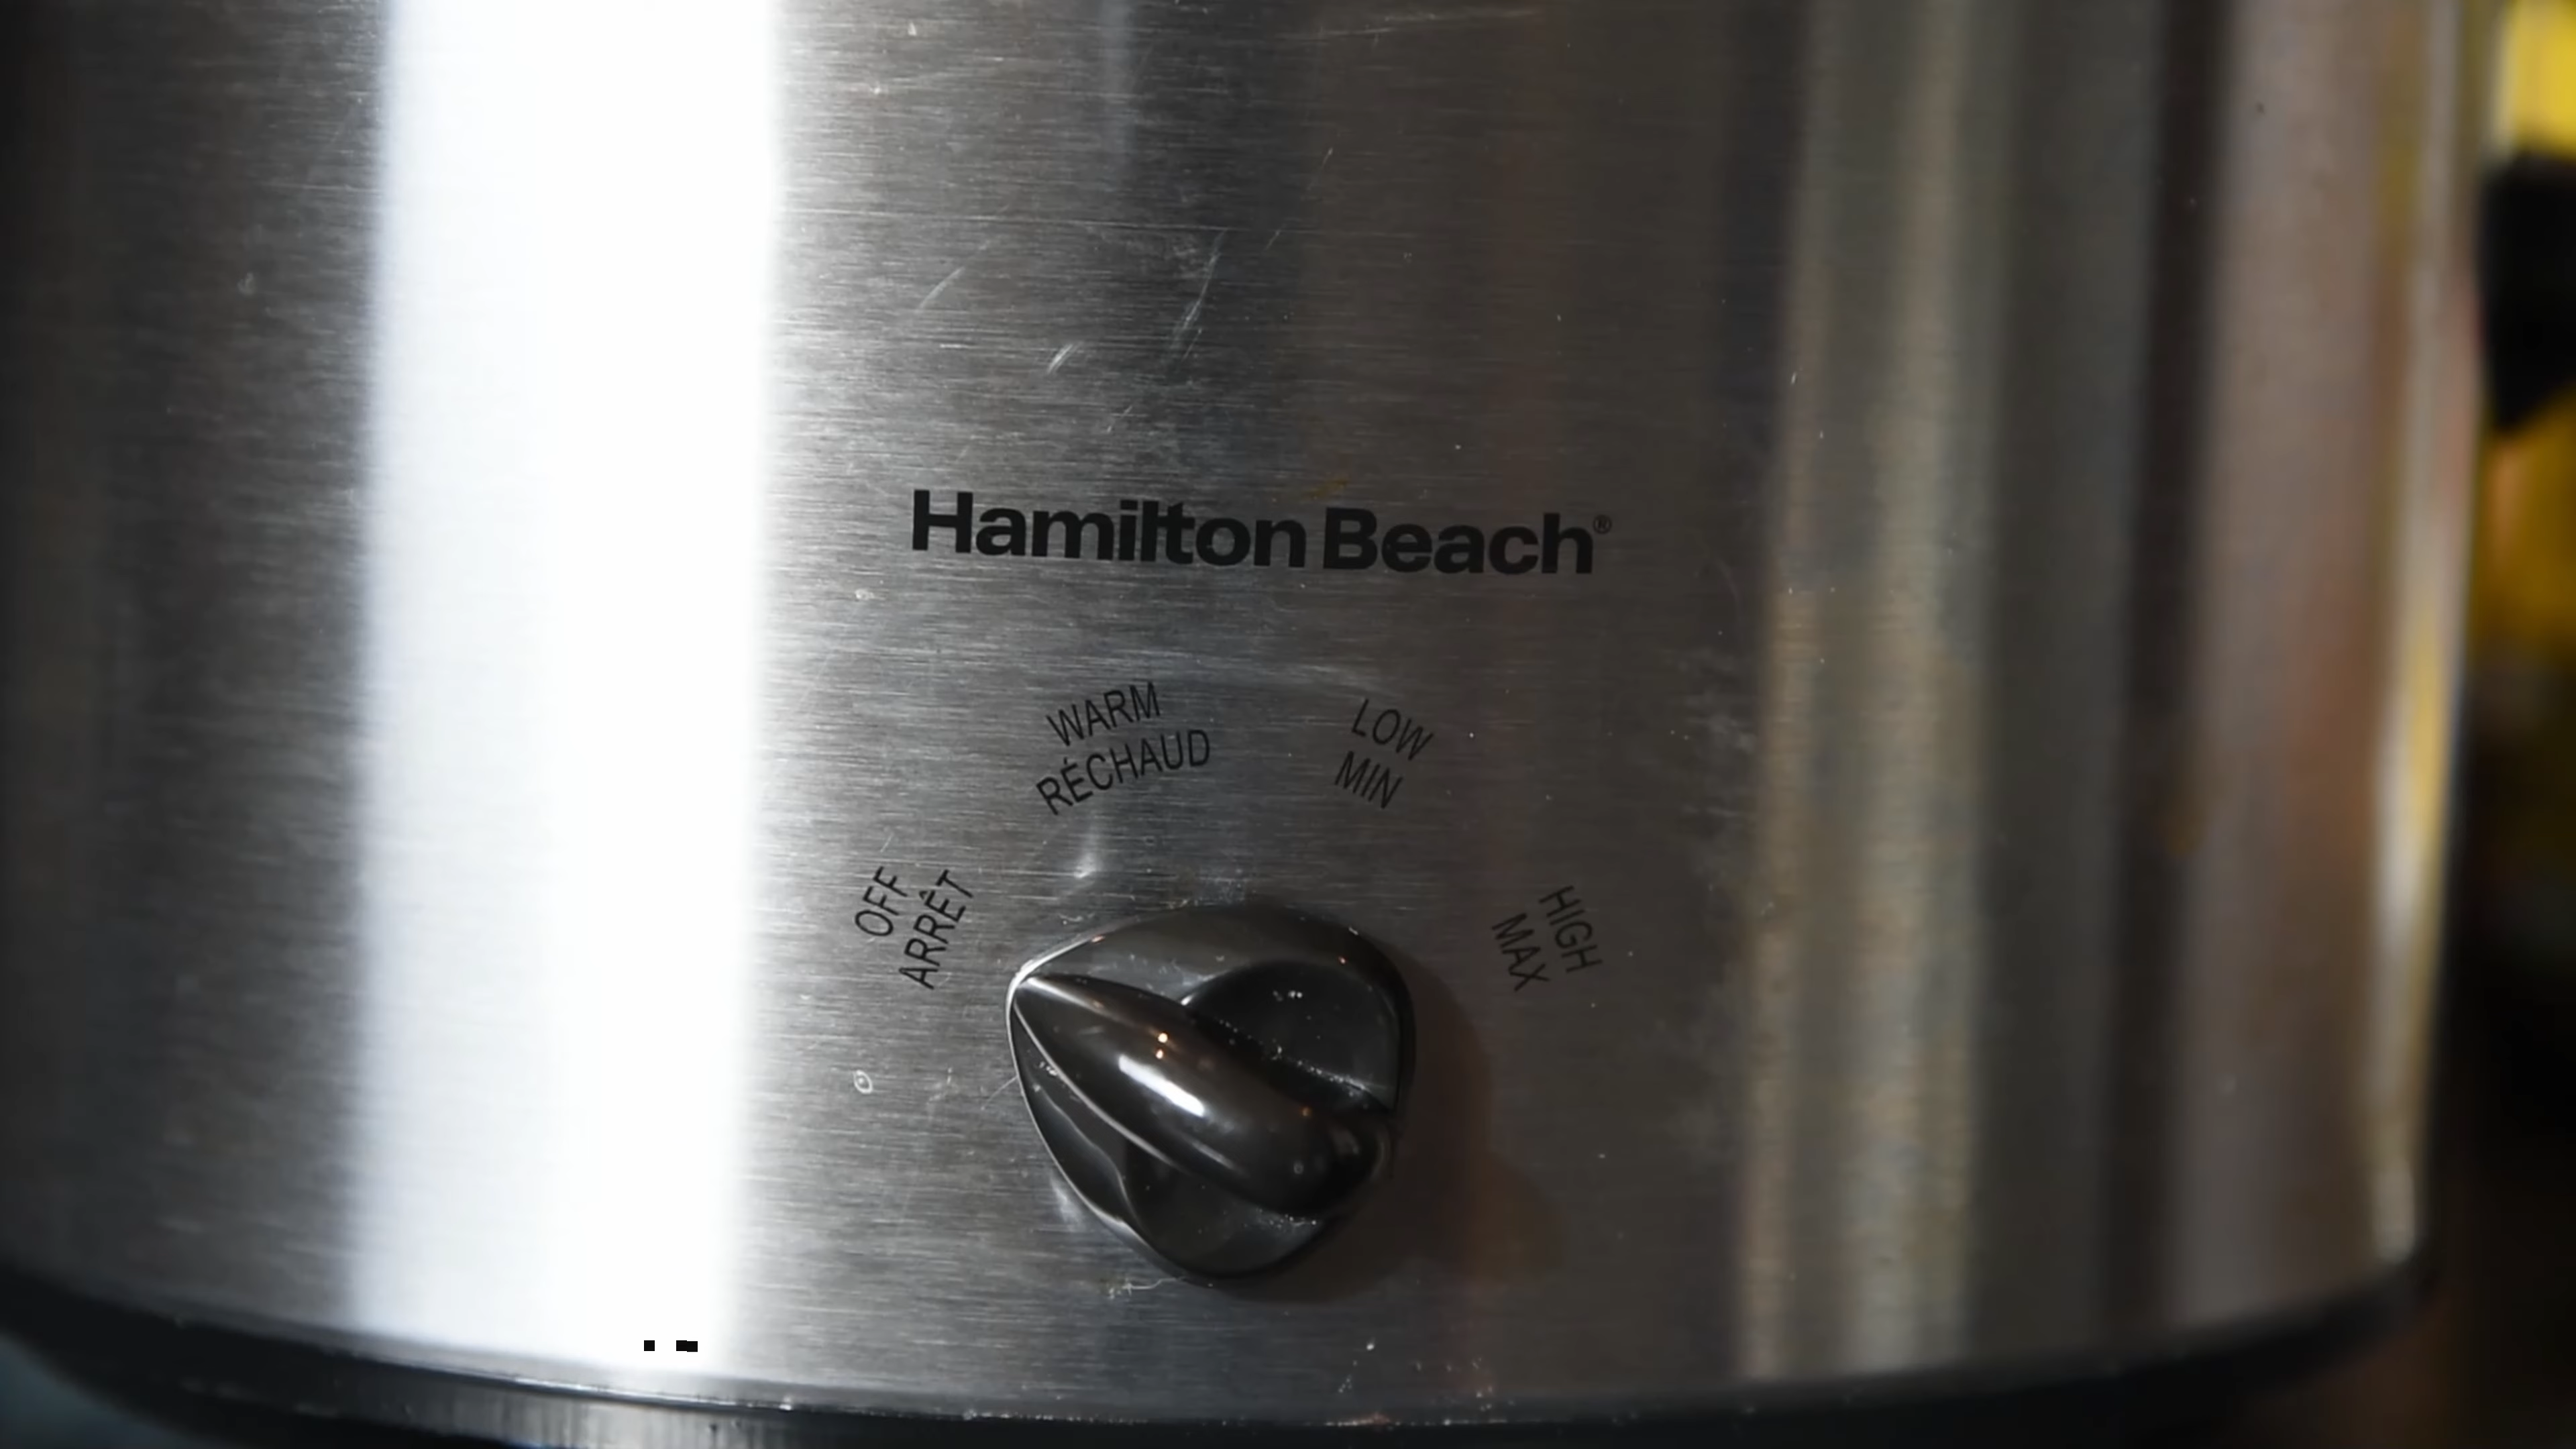 Hamilton Beach®
WARM
RÉCHAUD
LOW
MIN
OFF
ARRÊT
HIGH
MAX